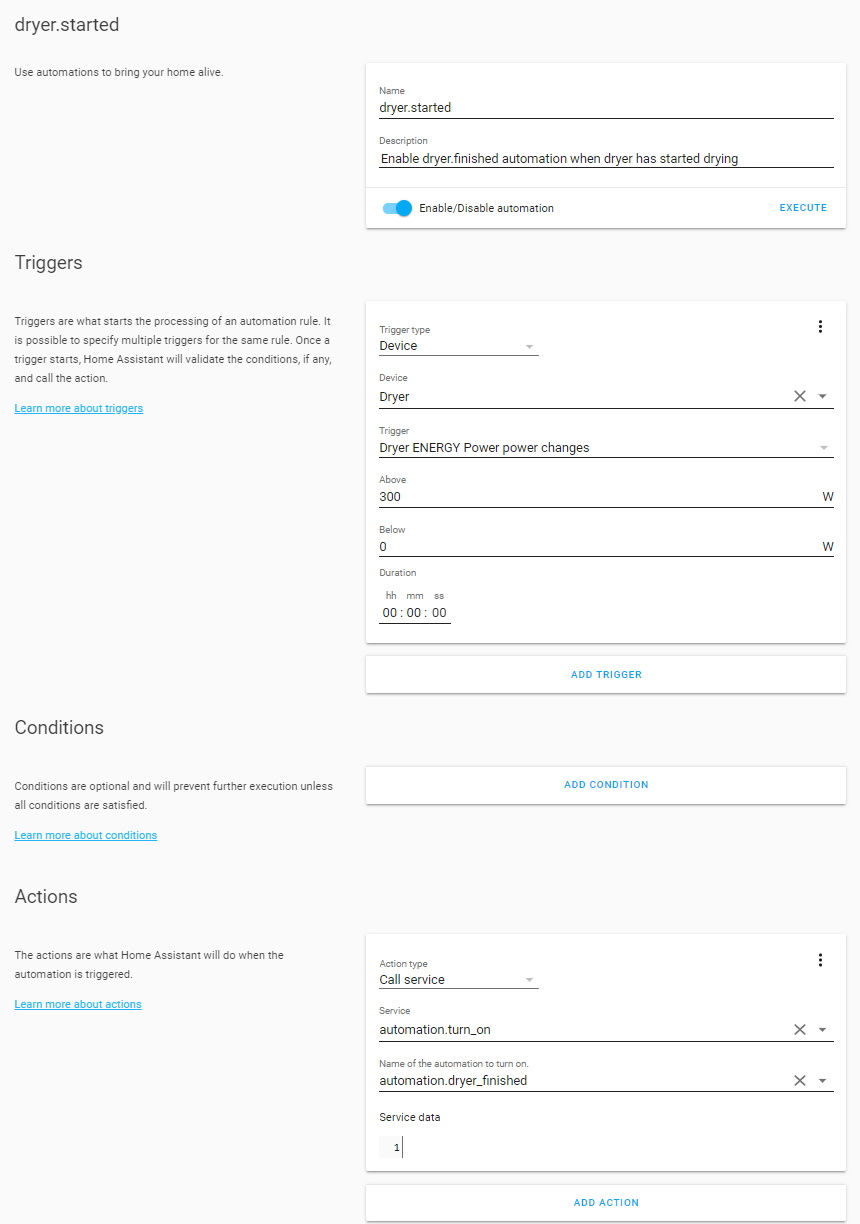 dryer.started
Use automations to bring your home alive.
Name
dryer.started
Description
Enable dryer.finished automation when dryer has started drying
Enable/Disable automation
EXECUTE
Triggers
Triggers are what starts the processing of an automation rule. It
is possible to specify multiple triggers for the same rule. Once a
trigger starts, Home Assistant will validate the conditions, if any,
and call the action.
Learn more about triggers
Trigger type
Device
Device
Dryer
Trigger
Dryer ENERGY Power power changes
Above
300 W
Below
0 W
Duration
hh mm ss
00 : 00 : 00
ADD TRIGGER
Conditions
Conditions are optional and will prevent further execution unless
all conditions are satisfied.
Learn more about conditions
ADD CONDITION
Actions
The actions are what Home Assistant will do when the
automation is triggered.
Learn more about actions
Action type
Call service
Service
automation.turn_on
Name of the automation to turn on.
automation.dryer_finished
Service data
1
ADD ACTION